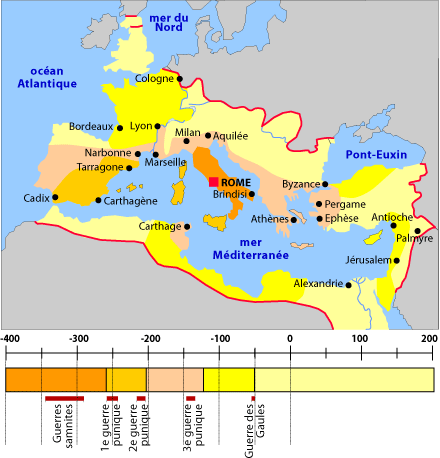 mer du
Nord
océan
Atlantique
Cologne
Bordeaux
Lyon
Milan
Aquilée
Narbonne
Marseille
Tarragone
Pont-Euxin
ROME
Brindisi
Byzance
Cadix
Carthagène
Pergame
Athènes
Ephèse
Antioche
Carthage
Palmyre
mer
Méditerranée
Jérusalem
Alexandrie
-400 -300 -200 -100 0 100 200
Guerres
samnites
1e guerre
punique
2e guerre
punique
3e guerre
punique
Guerre des
Gaules